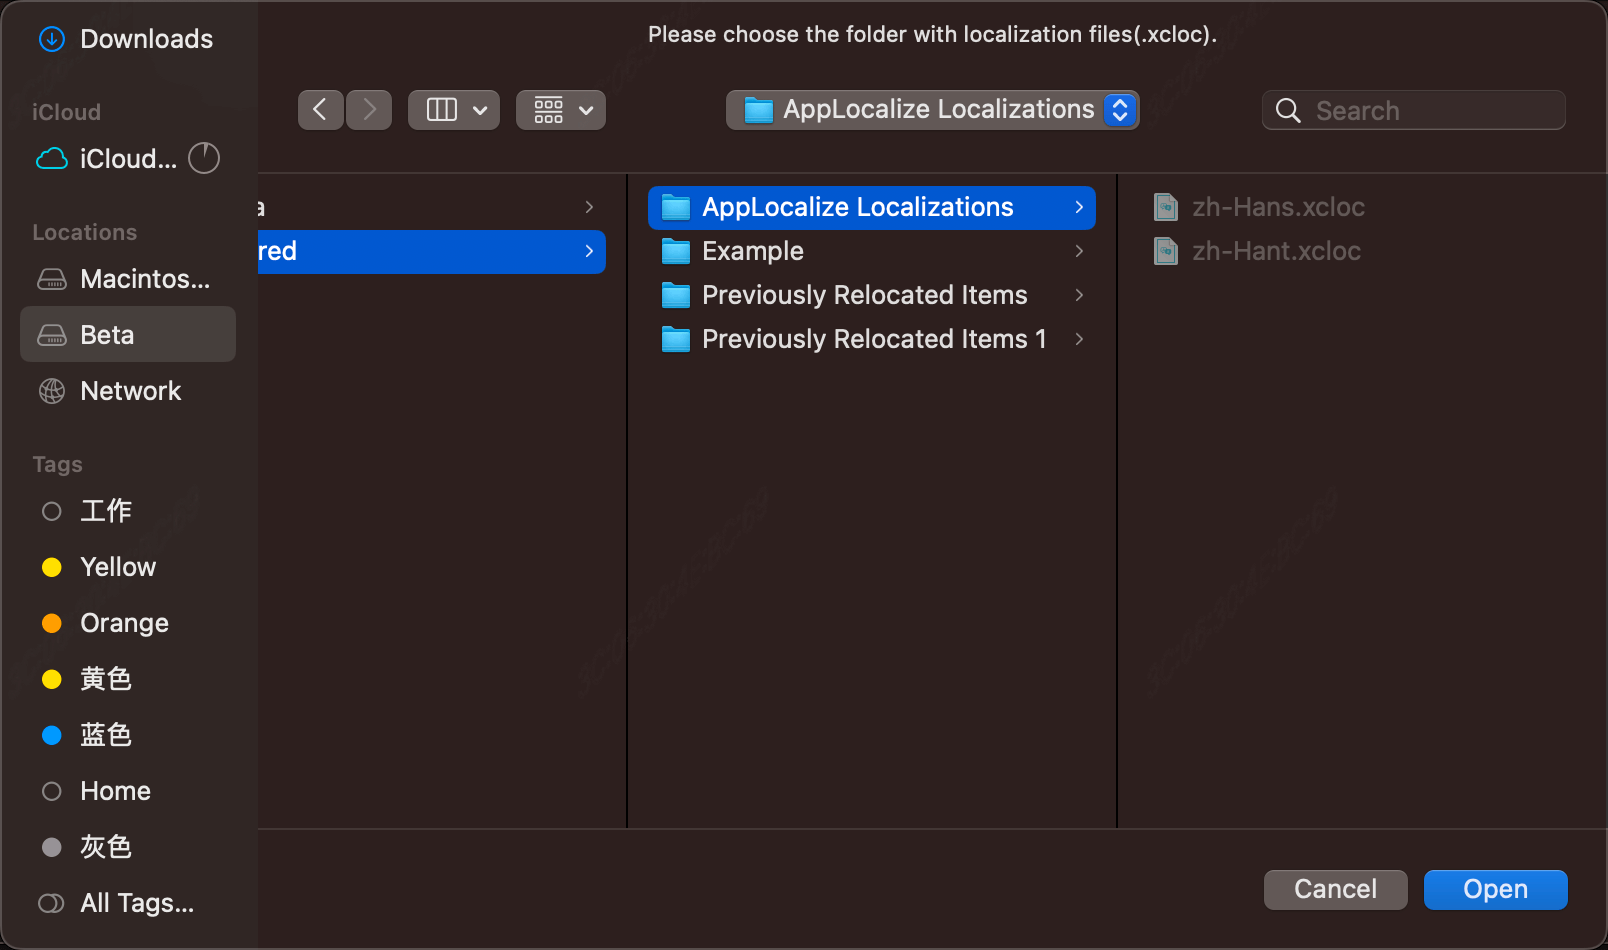 Downloads
iCloud
iCloud...
Locations
Macintos...
Beta
Network
Tags
工作
Yellow
Orange
黄色
蓝色
Home
灰色
All Tags...
Please choose the folder with localization files(.xcloc).
AppLocalize Localizations
Search
a
red
AppLocalize Localizations
Example
Previously Relocated Items
Previously Relocated Items 1
zh-Hans.xcloc
zh-Hant.xcloc
Cancel
Open